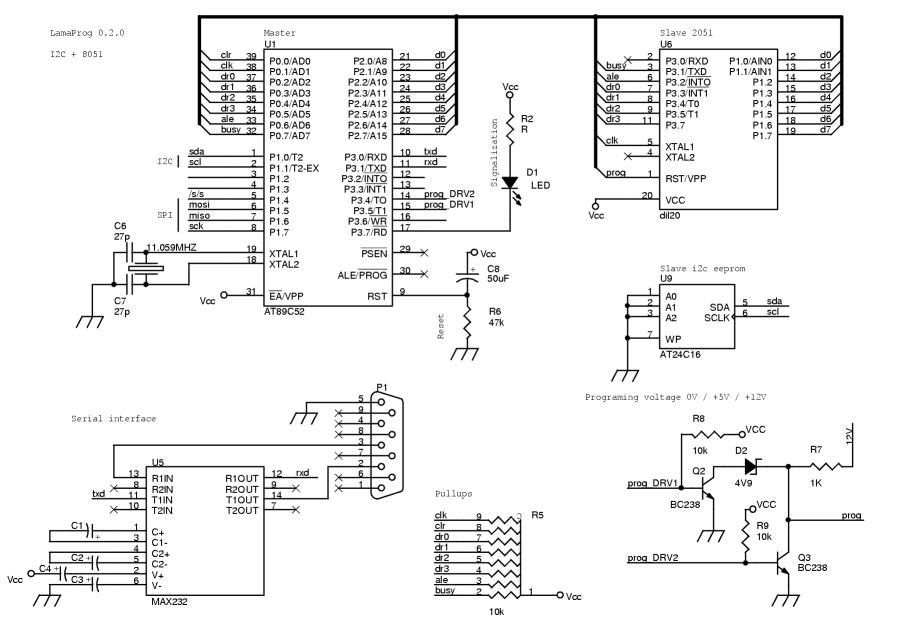 LamaProg 0.2.0
I2C + 8051
Master
U1
clr 39 P0.0/AD0 P2.0/A8 21 d0
clk 38 P0.1/AD1 P2.1/A9 22 d1
dr0 37 P0.2/AD2 P2.2/A10 23 d2
dr1 36 P0.3/AD3 P2.3/A11 24 d3
dr2 35 P0.4/AD4 P2.4/A12 25 d4
dr3 34 P0.5/AD5 P2.5/A13 26 d5
ale 33 P0.6/AD6 P2.6/A14 27 d6
busy 32 P0.7/AD7 P2.7/A15 28 d7
I2C
sda 1 P1.0/T2 P3.0/RXD 10 txd
scl 2 P1.1/T2-EX P3.1/TXD 11 rxd
3 P1.2 P3.2/INTO 12
4 P1.3 P3.3/INT1 13
SPI
/s/s 5 P1.4 P3.4/TO 14 prog_DRV2
mosi 6 P1.5 P3.5/T1 15 prog_DRV1
miso 7 P1.6 P3.6/WR 16
sck 8 P1.7 P3.7/RD 17
C6
27p
11.059MHZ
19 XTAL1 PSEN 29
18 XTAL2 ALE/PROG 30
C7
27p
Vcc 31 EA/VPP RST 9
AT89C52
Vcc
C8
50uF
Reset
R6
47k
Vcc
R2
R
Signalization
D1
LED
Slave 2051
U6
2 P3.0/RXD P1.0/AIN0 12 d0
busy 3 P3.1/TXD P1.1/AIN1 13 d1
ale 6 P3.2/INTO P1.2 14 d2
dr0 7 P3.3/INT1 P1.3 15 d3
dr1 8 P3.4/T0 P1.4 16 d4
dr2 9 P3.5/T1 P1.5 17 d5
dr3 11 P3.7 P1.6 18 d6
P1.7 19 d7
clk 5 XTAL1
4 XTAL2
prog 1 RST/VPP
20 VCC
Vcc
dil20
Slave i2c eeprom
U9
1 A0
2 A1 SDA 5 sda
3 A2 SCLK 6 scl
7 WP
AT24C16
Serial interface
P1
5
9
4
8
3
7
2
6
1
U5
13 R1IN R1OUT 12 rxd
8 R2IN R2OUT 9
txd 11 T1IN T1OUT 14
10 T2IN T2OUT 7
C1 + 1 C+
3 C1-
4 C2+
C2 + 5 C2-
Vcc C4 + 2 V+
C3 + 6 V-
MAX232
Pullups
R5
clk 9
clr 8
dr0 7
dr1 6
dr2 5
dr3 4
ale 3
busy 2
1 Vcc
10k
Programing voltage 0V / +5V / +12V
R8
VCC
10k
D2
4V9
R7
1K
12V
prog_DRV1
Q2
BC238
VCC
R9
10k
prog
prog_DRV2
Q3
BC238